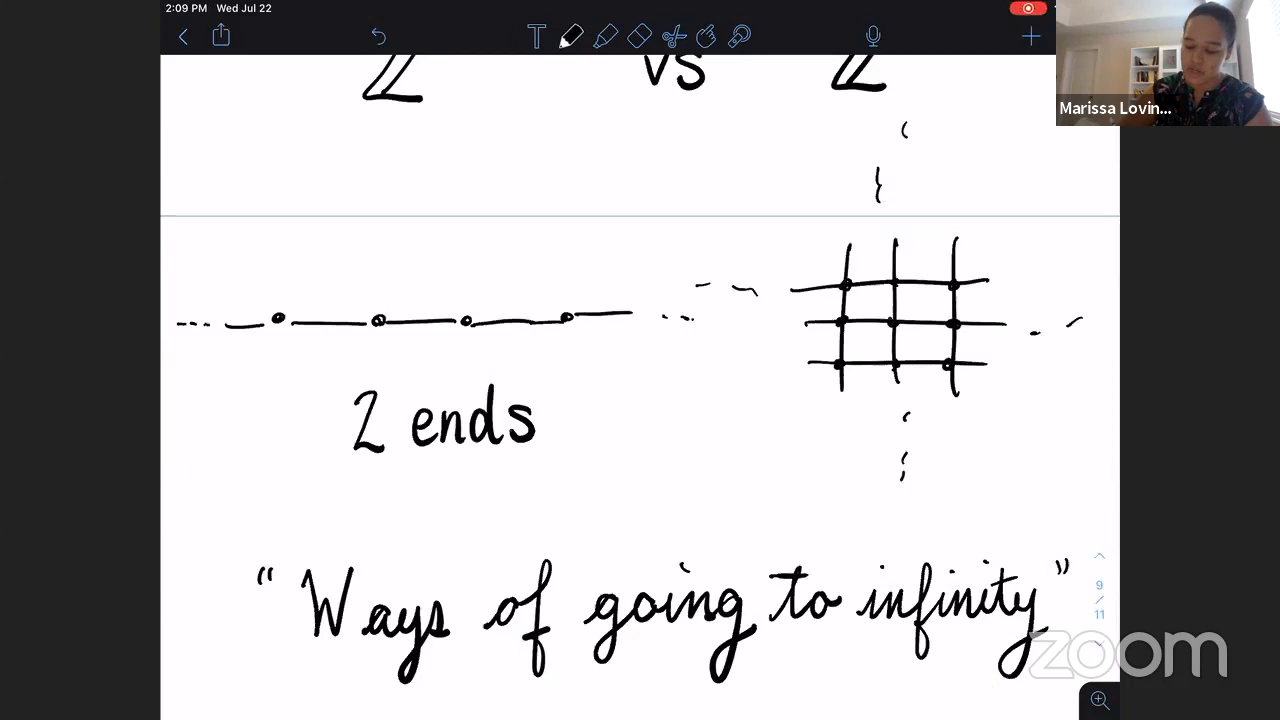 2:09 PM Wed Jul 22
Marissa Lovin...
ℤ vs ℤ
2 ends
"Ways of going to infinity"
9
/
11
zoom